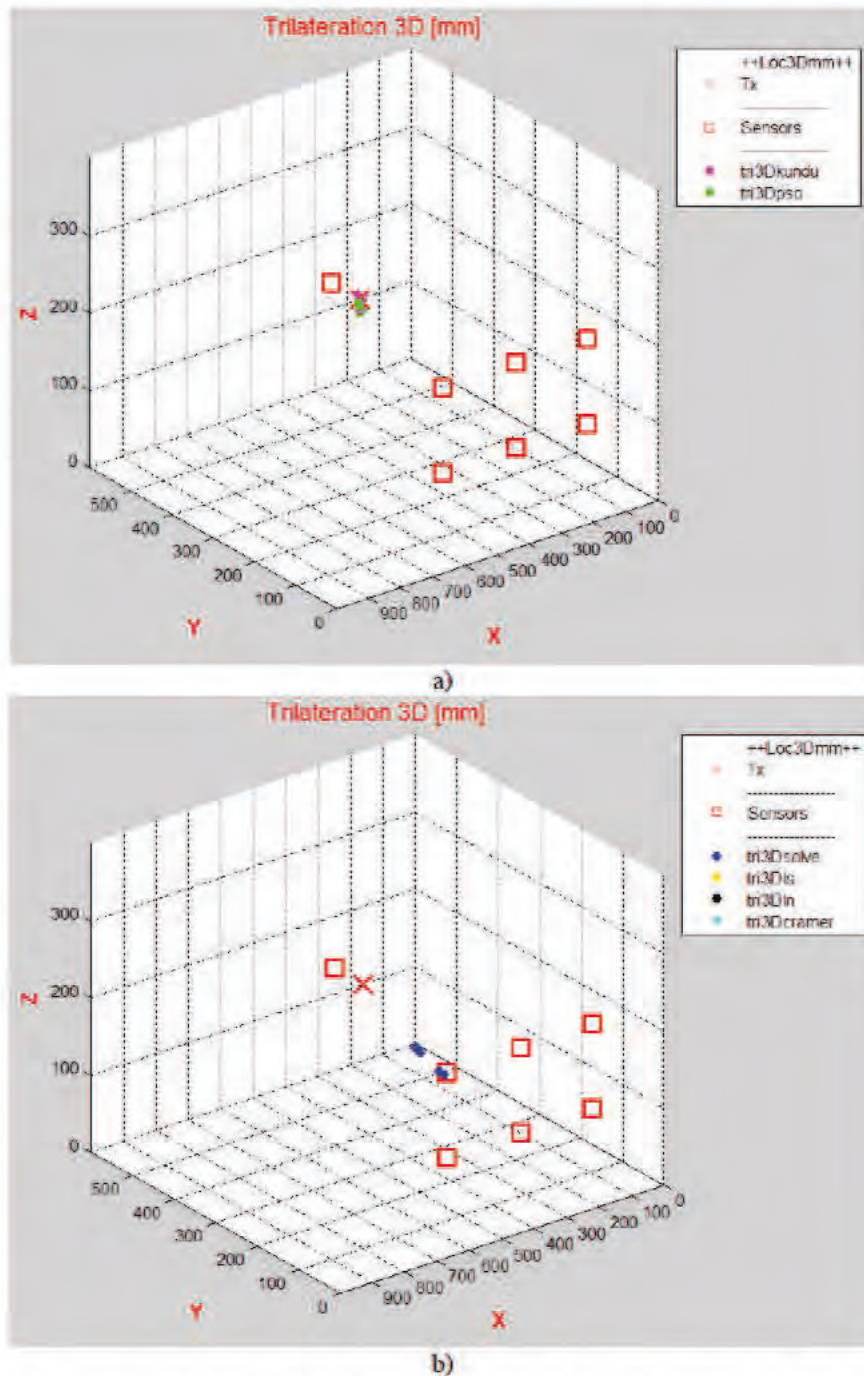 Trilateration 3D [mm]
++Loc3Dmm++
Tx
Sensors
tri3Dkundu
tri3Dpso
Z
300
200
100
0
500
400
300
200
100
0
Y
900
800
700
600
500
400
300
200
100
0
X
a)
Trilateration 3D [mm]
++Loc3Dmm++
Tx
Sensors
tri3Dsolve
tri3Dls
tri3Dln
tri3Dcramer
Z
300
200
100
0
500
400
300
200
100
0
Y
900
800
700
600
500
400
300
200
100
0
X
b)